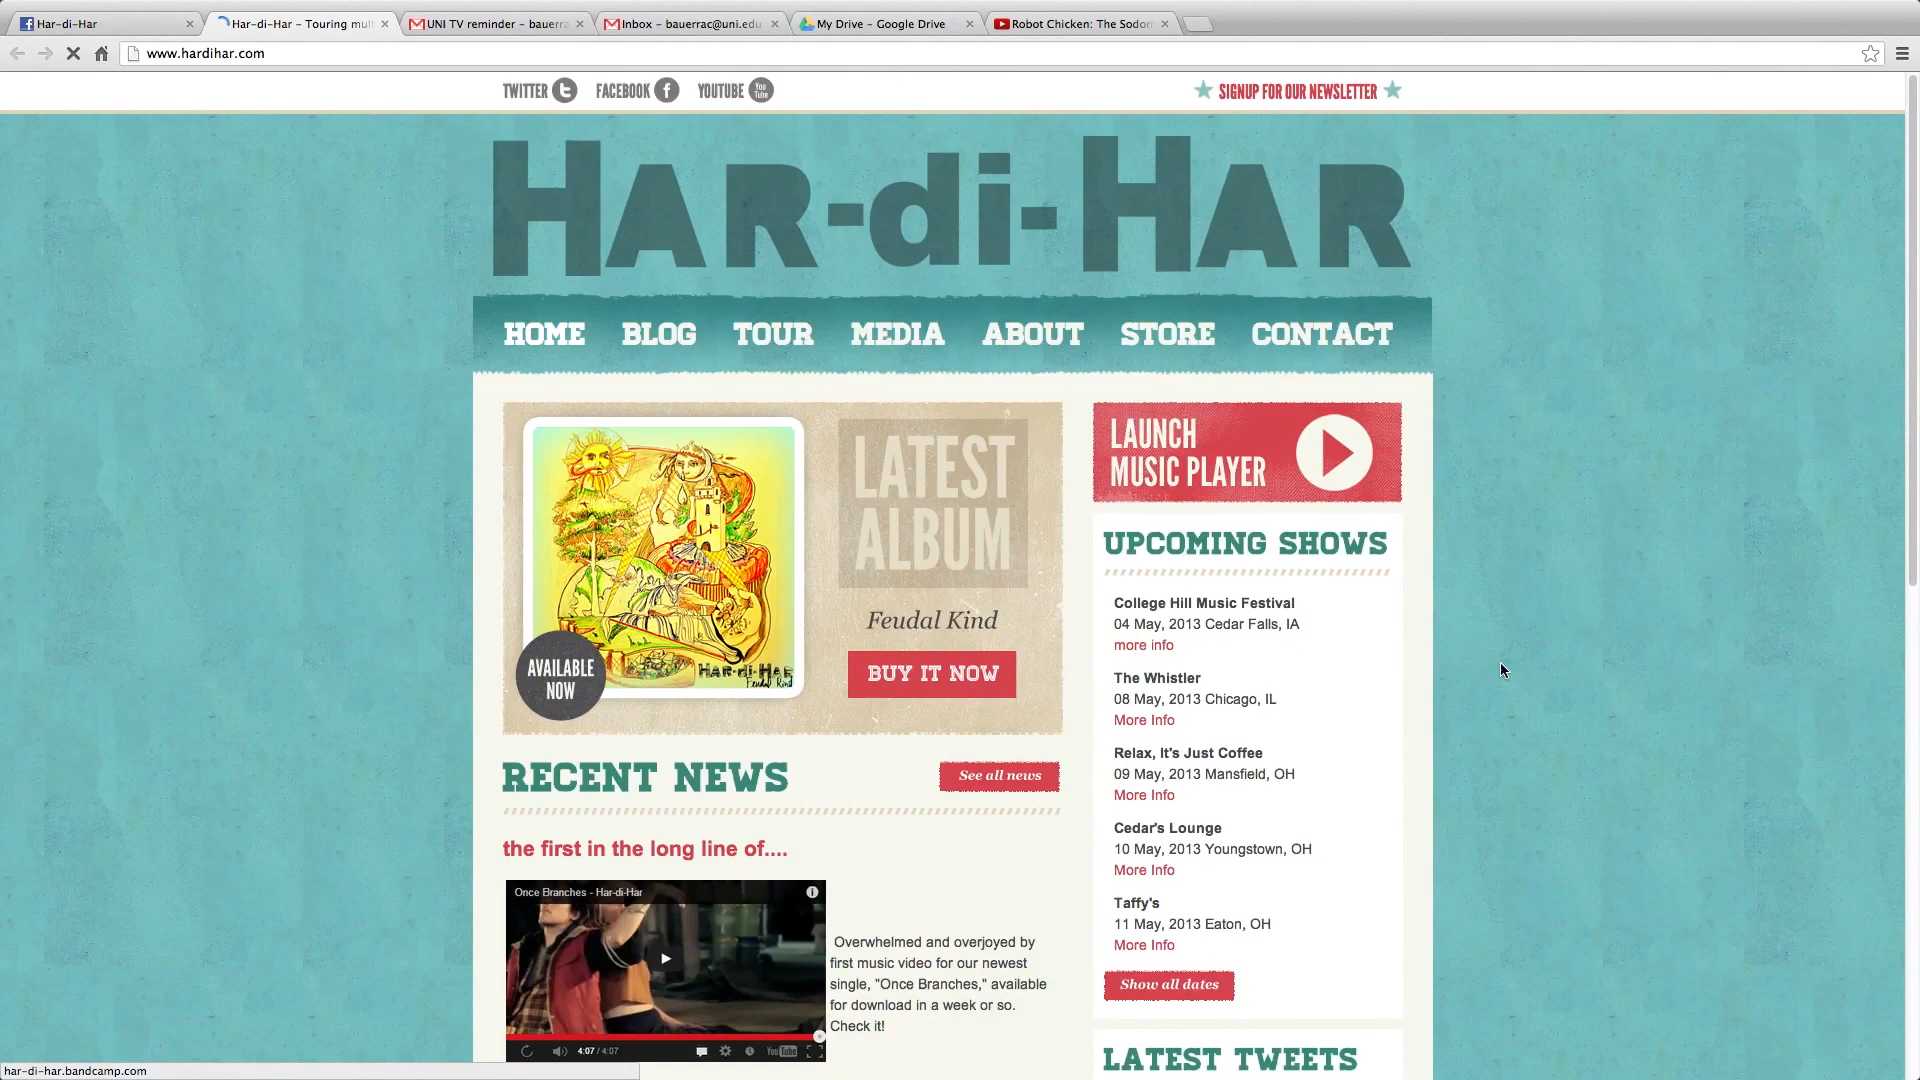 Har-di-Har
Har-di-Har – Touring mul
UNI TV reminder – bauerra
Inbox – bauerrac@uni.edu
My Drive – Google Drive
Robot Chicken: The Sodom
www.hardihar.com
TWITTER
FACEBOOK
YOUTUBE
SIGNUP FOR OUR NEWSLETTER
HAR-di-HAR
HOME BLOG TOUR MEDIA ABOUT STORE CONTACT
LATEST
ALBUM
Feudal Kind
BUY IT NOW
AVAILABLE
NOW
HAR-di-HAR
Feudal Kind
LAUNCH
MUSIC PLAYER
UPCOMING SHOWS
College Hill Music Festival
04 May, 2013 Cedar Falls, IA
more info
The Whistler
08 May, 2013 Chicago, IL
More Info
Relax, It's Just Coffee
09 May, 2013 Mansfield, OH
More Info
Cedar's Lounge
10 May, 2013 Youngstown, OH
More Info
Taffy's
11 May, 2013 Eaton, OH
More Info
Show all dates
LATEST TWEETS
RECENT NEWS
See all news
the first in the long line of....
Once Branches - Har-di-Har
4:07 / 4:07
YouTube
Overwhelmed and overjoyed by
first music video for our newest
single, "Once Branches," available
for download in a week or so.
Check it!
har-di-har.bandcamp.com